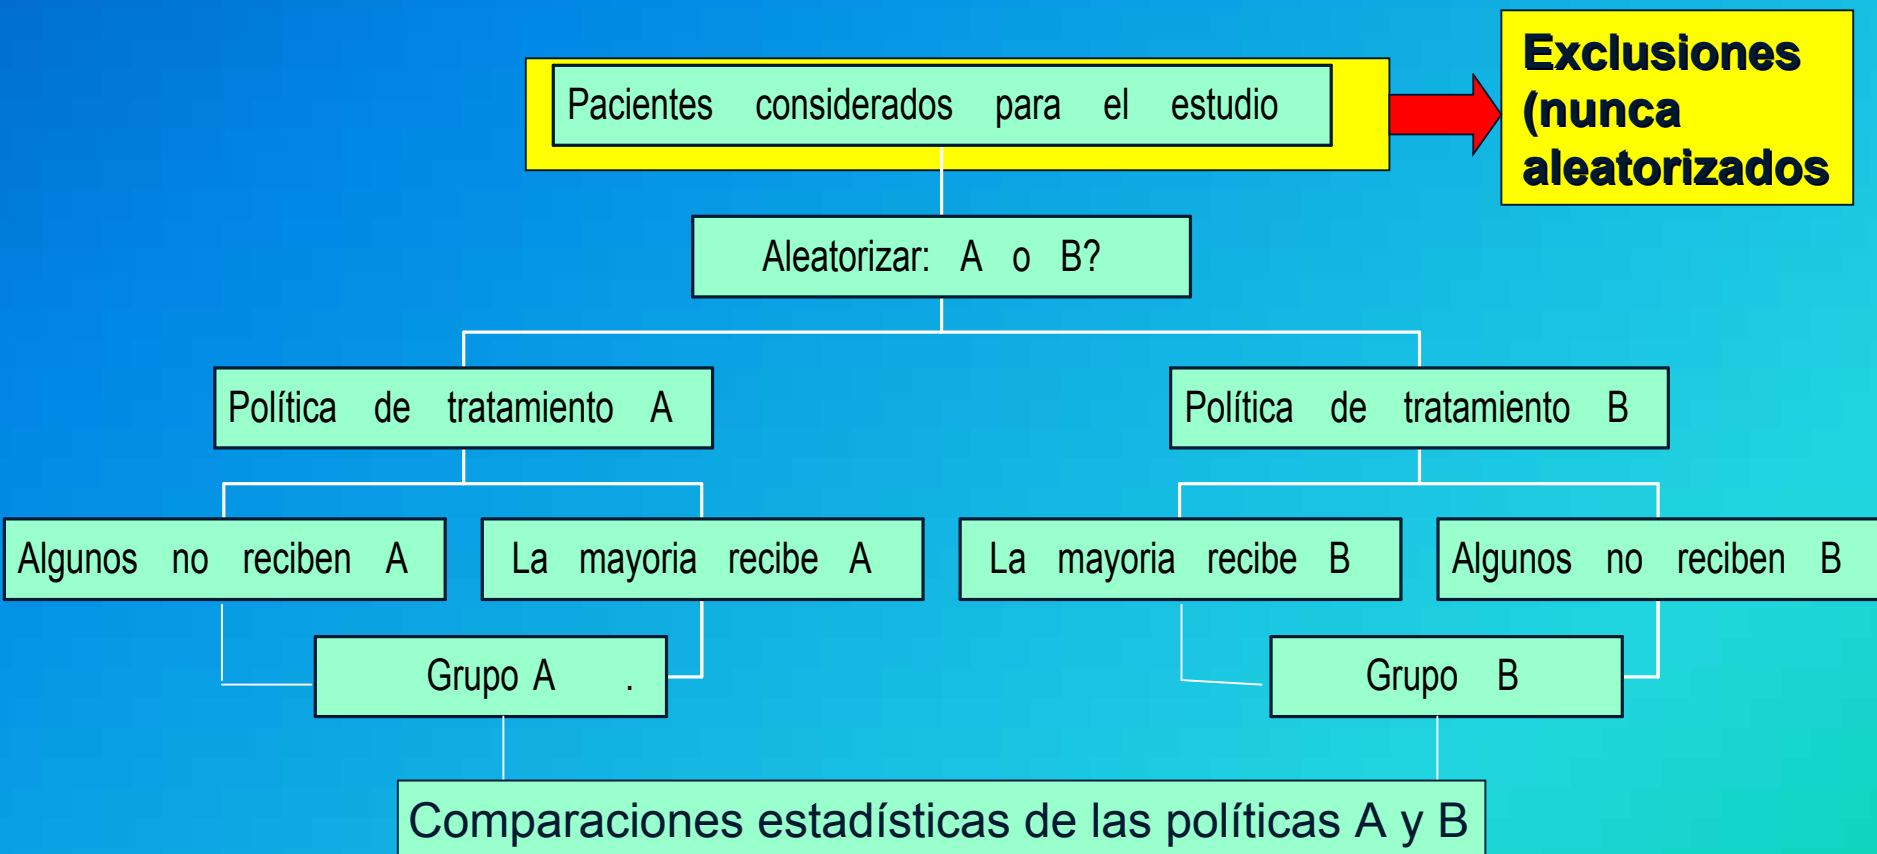 Pacientes considerados para el estudio
Exclusiones
(nunca
aleatorizados
Aleatorizar: A o B?
Política de tratamiento A
Política de tratamiento B
Algunos no reciben A
La mayoria recibe A
La mayoria recibe B
Algunos no reciben B
Grupo A .
Grupo B
Comparaciones estadísticas de las políticas A y B